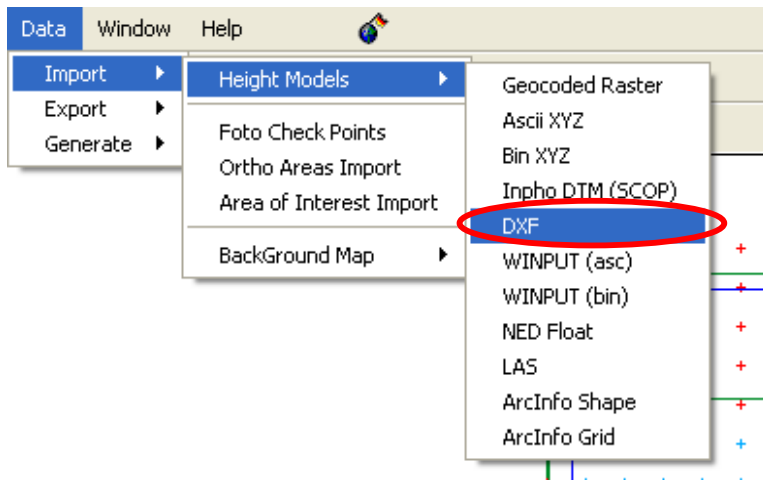 Data Window Help
Import
Export
Generate
Height Models
Foto Check Points
Ortho Areas Import
Area of Interest Import
BackGround Map
Geocoded Raster
Ascii XYZ
Bin XYZ
Inpho DTM (SCOP)
DXF
WINPUT (asc)
WINPUT (bin)
NED Float
LAS
ArcInfo Shape
ArcInfo Grid